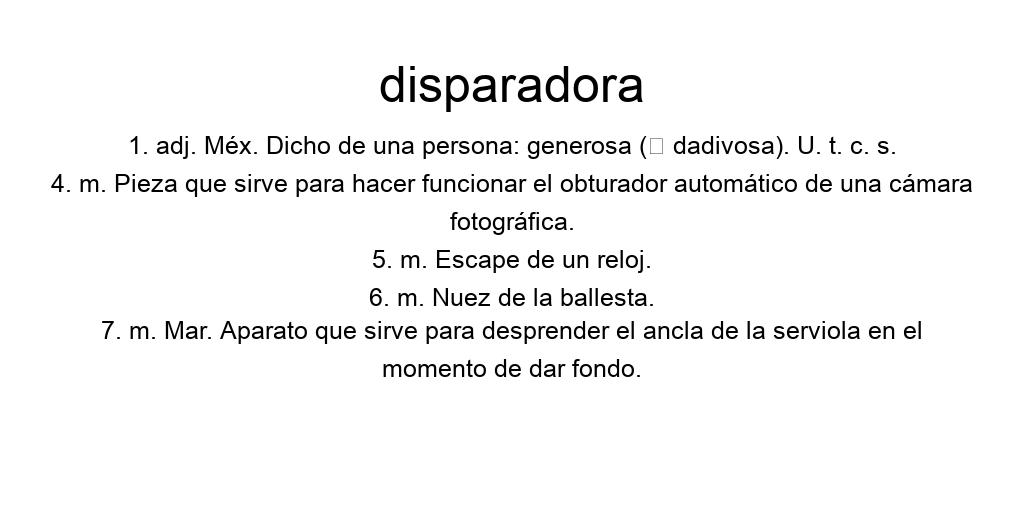 disparadora
1. adj. Méx. Dicho de una persona: generosa (□ dadivosa). U. t. c. s.
4. m. Pieza que sirve para hacer funcionar el obturador automático de una cámara
fotográfica.
5. m. Escape de un reloj.
6. m. Nuez de la ballesta.
7. m. Mar. Aparato que sirve para desprender el ancla de la serviola en el
momento de dar fondo.